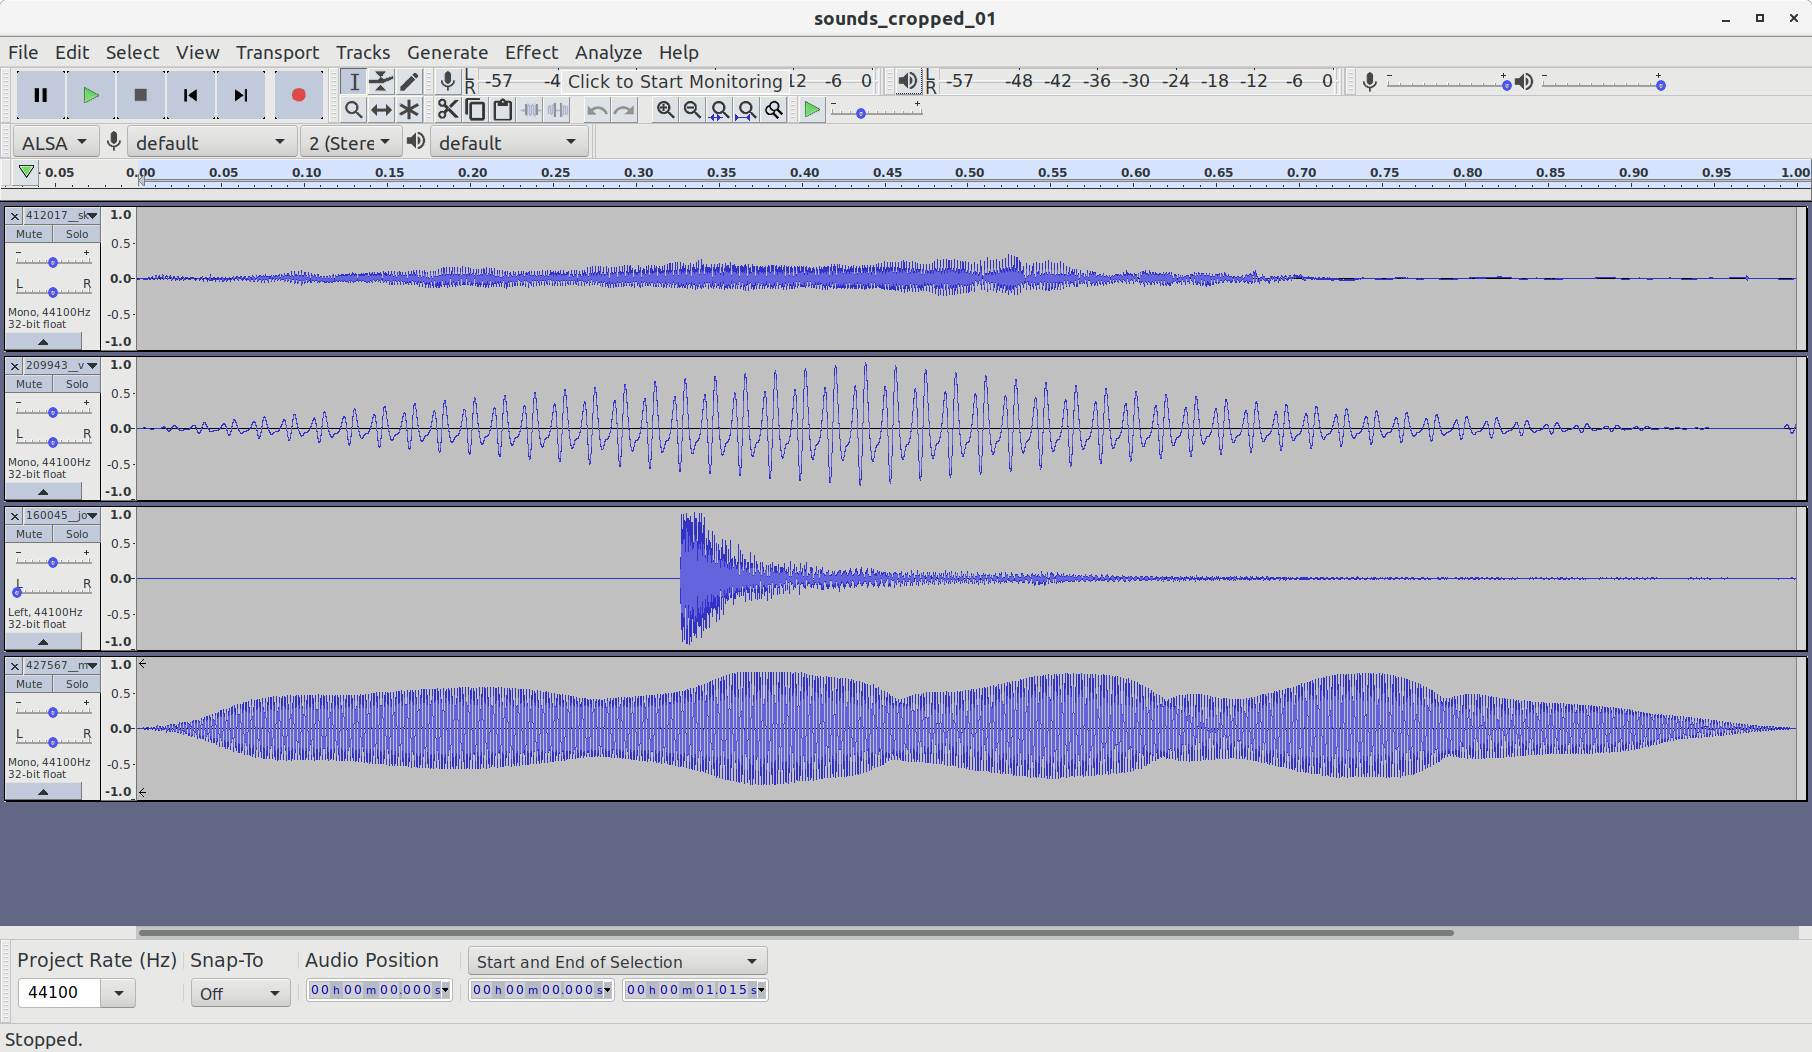 sounds_cropped_01
File Edit Select View Transport Tracks Generate Effect Analyze Help
L R -57 -4 Click to Start Monitoring 12 -6 0 L R -57 -48 -42 -36 -30 -24 -18 -12 -6 0 - + - +
- +
ALSA default 2 (Stere default
- 0.05 0.00 0.05 0.10 0.15 0.20 0.25 0.30 0.35 0.40 0.45 0.50 0.55 0.60 0.65 0.70 0.75 0.80 0.85 0.90 0.95 1.00
x 412017__sk 1.0
Mute Solo
- + 0.5
L R 0.0
Mono, 44100Hz -0.5
32-bit float
-1.0
x 209943__v 1.0
Mute Solo
- + 0.5
L R 0.0
Mono, 44100Hz -0.5
32-bit float
-1.0
x 160045__jo 1.0
Mute Solo
- + 0.5
L R 0.0
Left, 44100Hz -0.5
32-bit float
-1.0
x 427567__m 1.0
Mute Solo
- + 0.5
L R 0.0
Mono, 44100Hz -0.5
32-bit float
-1.0
Project Rate (Hz) Snap-To Audio Position Start and End of Selection
44100 Off 00 h 00 m 00.000 s 00 h 00 m 00.000 s 00 h 00 m 01.015 s
Stopped.